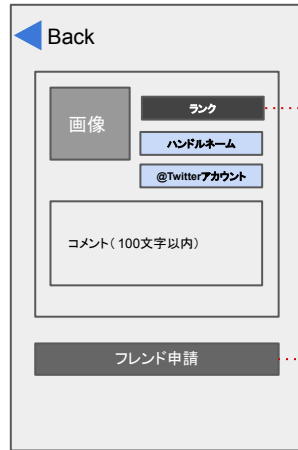 Back
画像
ランク
ハンドルネーム
@Twitterアカウント
コメント（100文字以内）
フレンド申請